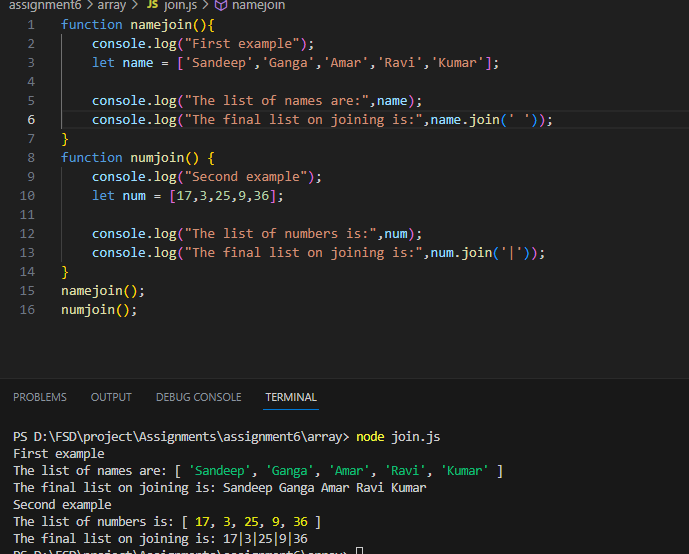 assignment6 > array > JS join.js > namejoin
1 function namejoin(){
2 console.log("First example");
3 let name = ['Sandeep','Ganga','Amar','Ravi','Kumar'];
4
5 console.log("The list of names are:",name);
6 console.log("The final list on joining is:",name.join(' '));
7 }
8 function numjoin() {
9 console.log("Second example");
10 let num = [17,3,25,9,36];
11
12 console.log("The list of numbers is:",num);
13 console.log("The final list on joining is:",num.join('|'));
14 }
15 namejoin();
16 numjoin();
PROBLEMS OUTPUT DEBUG CONSOLE TERMINAL
PS D:\FSD\project\Assignments\assignment6\array> node join.js
First example
The list of names are: [ 'Sandeep', 'Ganga', 'Amar', 'Ravi', 'Kumar' ]
The final list on joining is: Sandeep Ganga Amar Ravi Kumar
Second example
The list of numbers is: [ 17, 3, 25, 9, 36 ]
The final list on joining is: 17|3|25|9|36
PS D:\FSD\project\Assignments\assignment6\array>